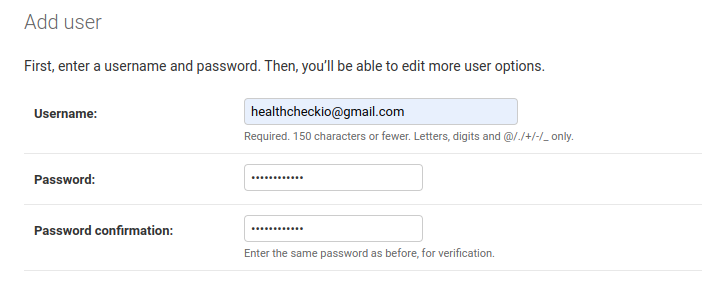 Add user
First, enter a username and password. Then, you’ll be able to edit more user options.
Username:
healthcheckio@gmail.com
Required. 150 characters or fewer. Letters, digits and @/./+/-/_ only.
Password:
••••••••••••
Password confirmation:
••••••••••••
Enter the same password as before, for verification.